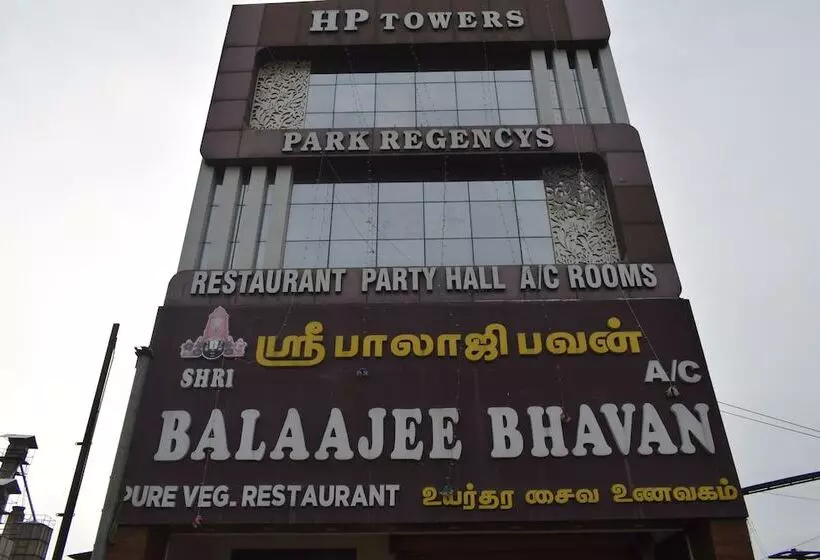 HP TOWERS
PARK REGENCYS
RESTAURANT PARTY HALL A/C ROOMS
ஸ்ரீ பாலாஜி பவன்
SHRI
A/C
BALAAJEE BHAVAN
PURE VEG. RESTAURANT உயர்தர சைவ உணவகம்